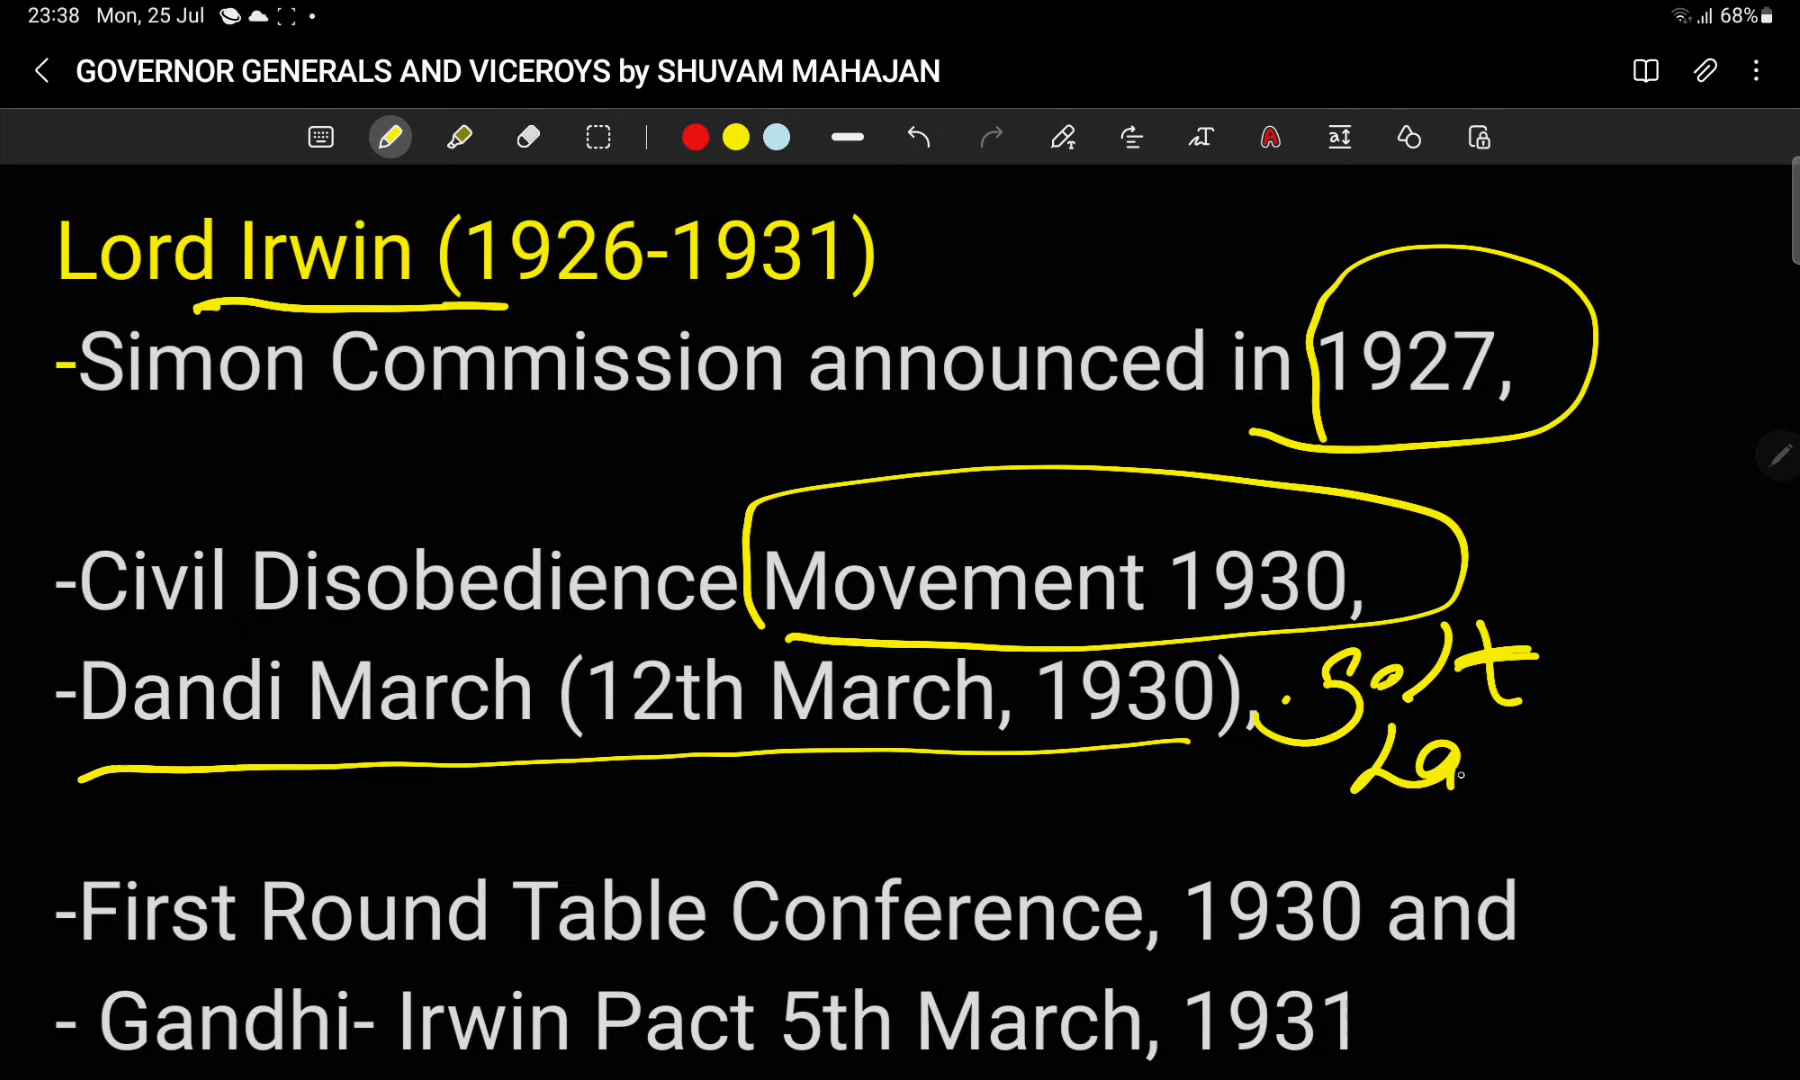 23:38 Mon, 25 Jul 68%
GOVERNOR GENERALS AND VICEROYS by SHUVAM MAHAJAN
Lord Irwin (1926-1931)
-Simon Commission announced in 1927,
-Civil Disobedience Movement 1930,
-Dandi March (12th March, 1930), Salt
La
-First Round Table Conference, 1930 and
- Gandhi- Irwin Pact 5th March, 1931